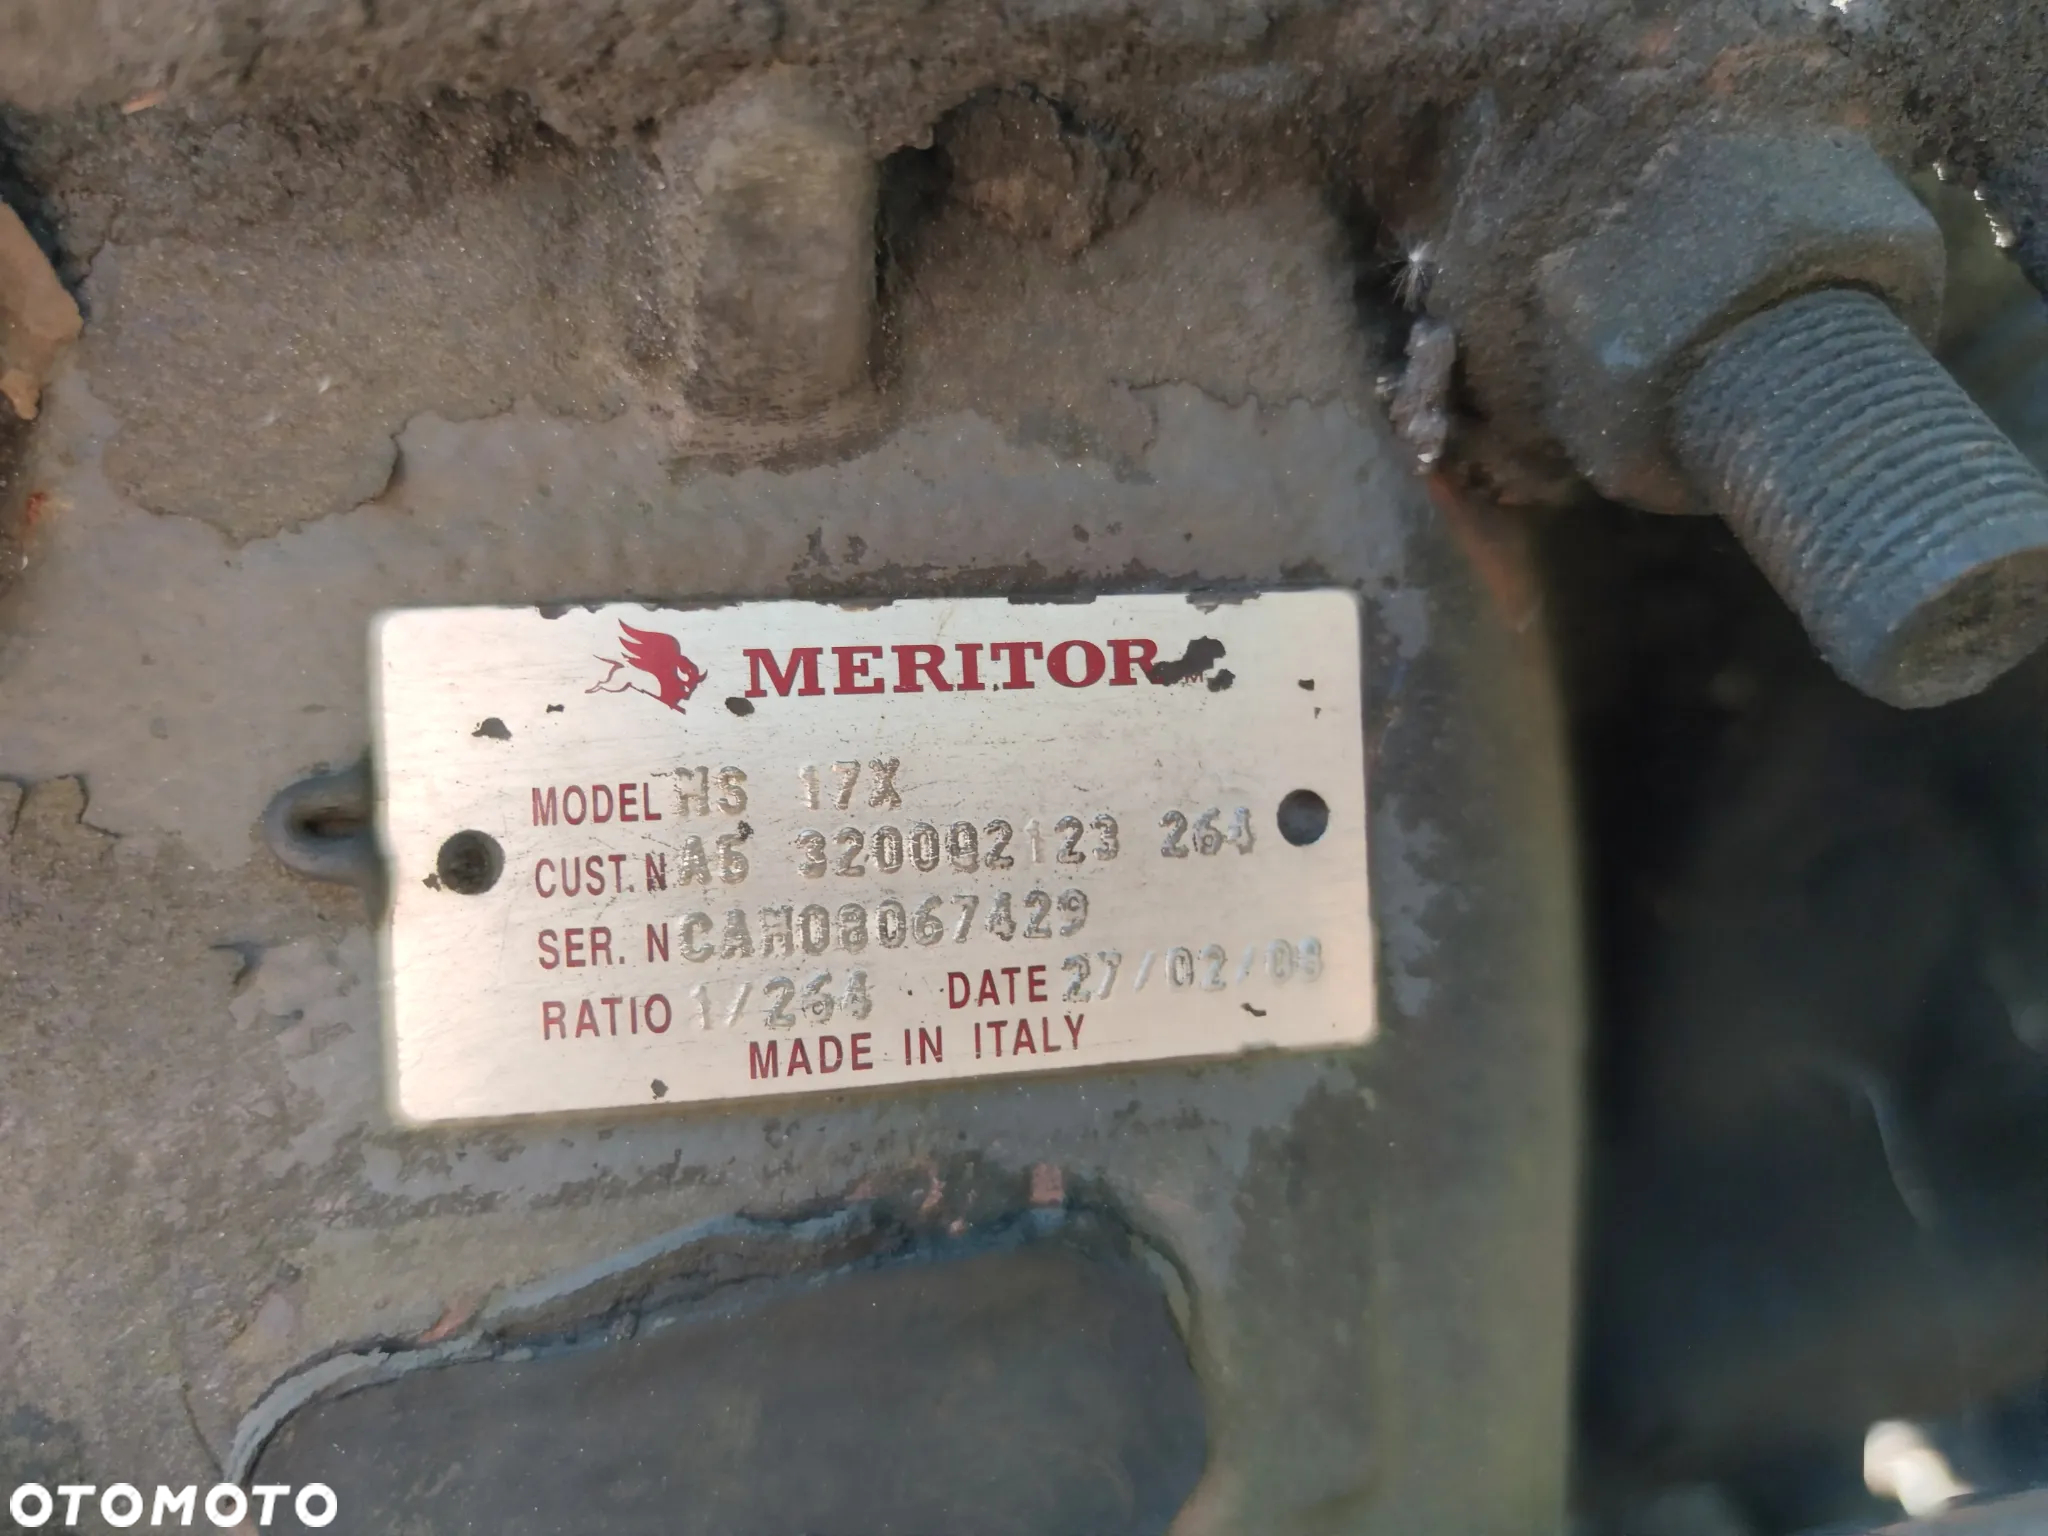 MERITOR
MODEL HS 17X
CUST. N A6 320092123 264
SER. N CAH08067429
RATIO 1/264 DATE 27/02/08
MADE IN ITALY
OTOMOTO